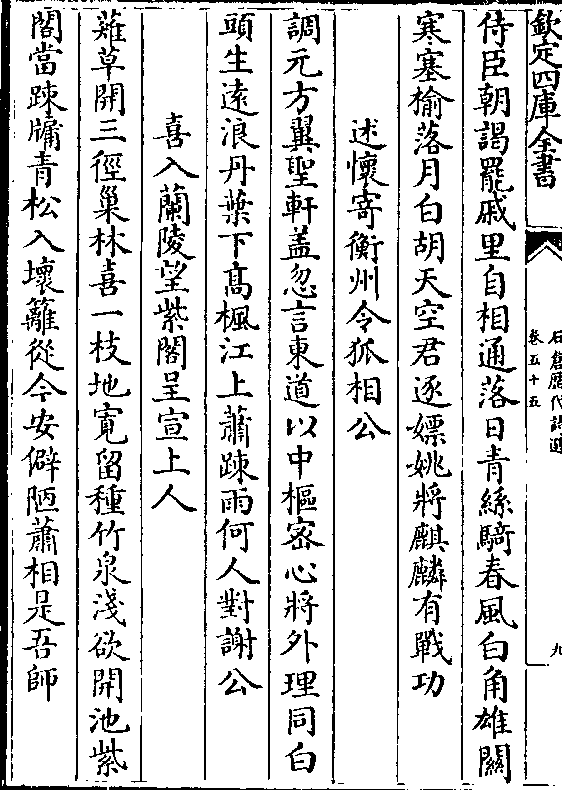 欽定四庫全書
石倉歷代詩選
卷五十五
九
侍臣朝謁罷戚里自相通落日青絲騎春風白角雄關
寒塞榆落月白胡天空君逐嫖姚將麒麟有戰功
述懷寄衡州令狐相公
調元方翼聖軒盖忽言東道以中樞密心將外理同白
頭生遠浪丹葉下髙楓江上蕭踈雨何人對謝公
喜入蘭陵望紫閣呈宣上人
薙草開三徑巢林喜一枝地寛留種竹泉淺欲開池紫
閣當踈牖青松入壞籬從今安僻陋蕭相是吾師